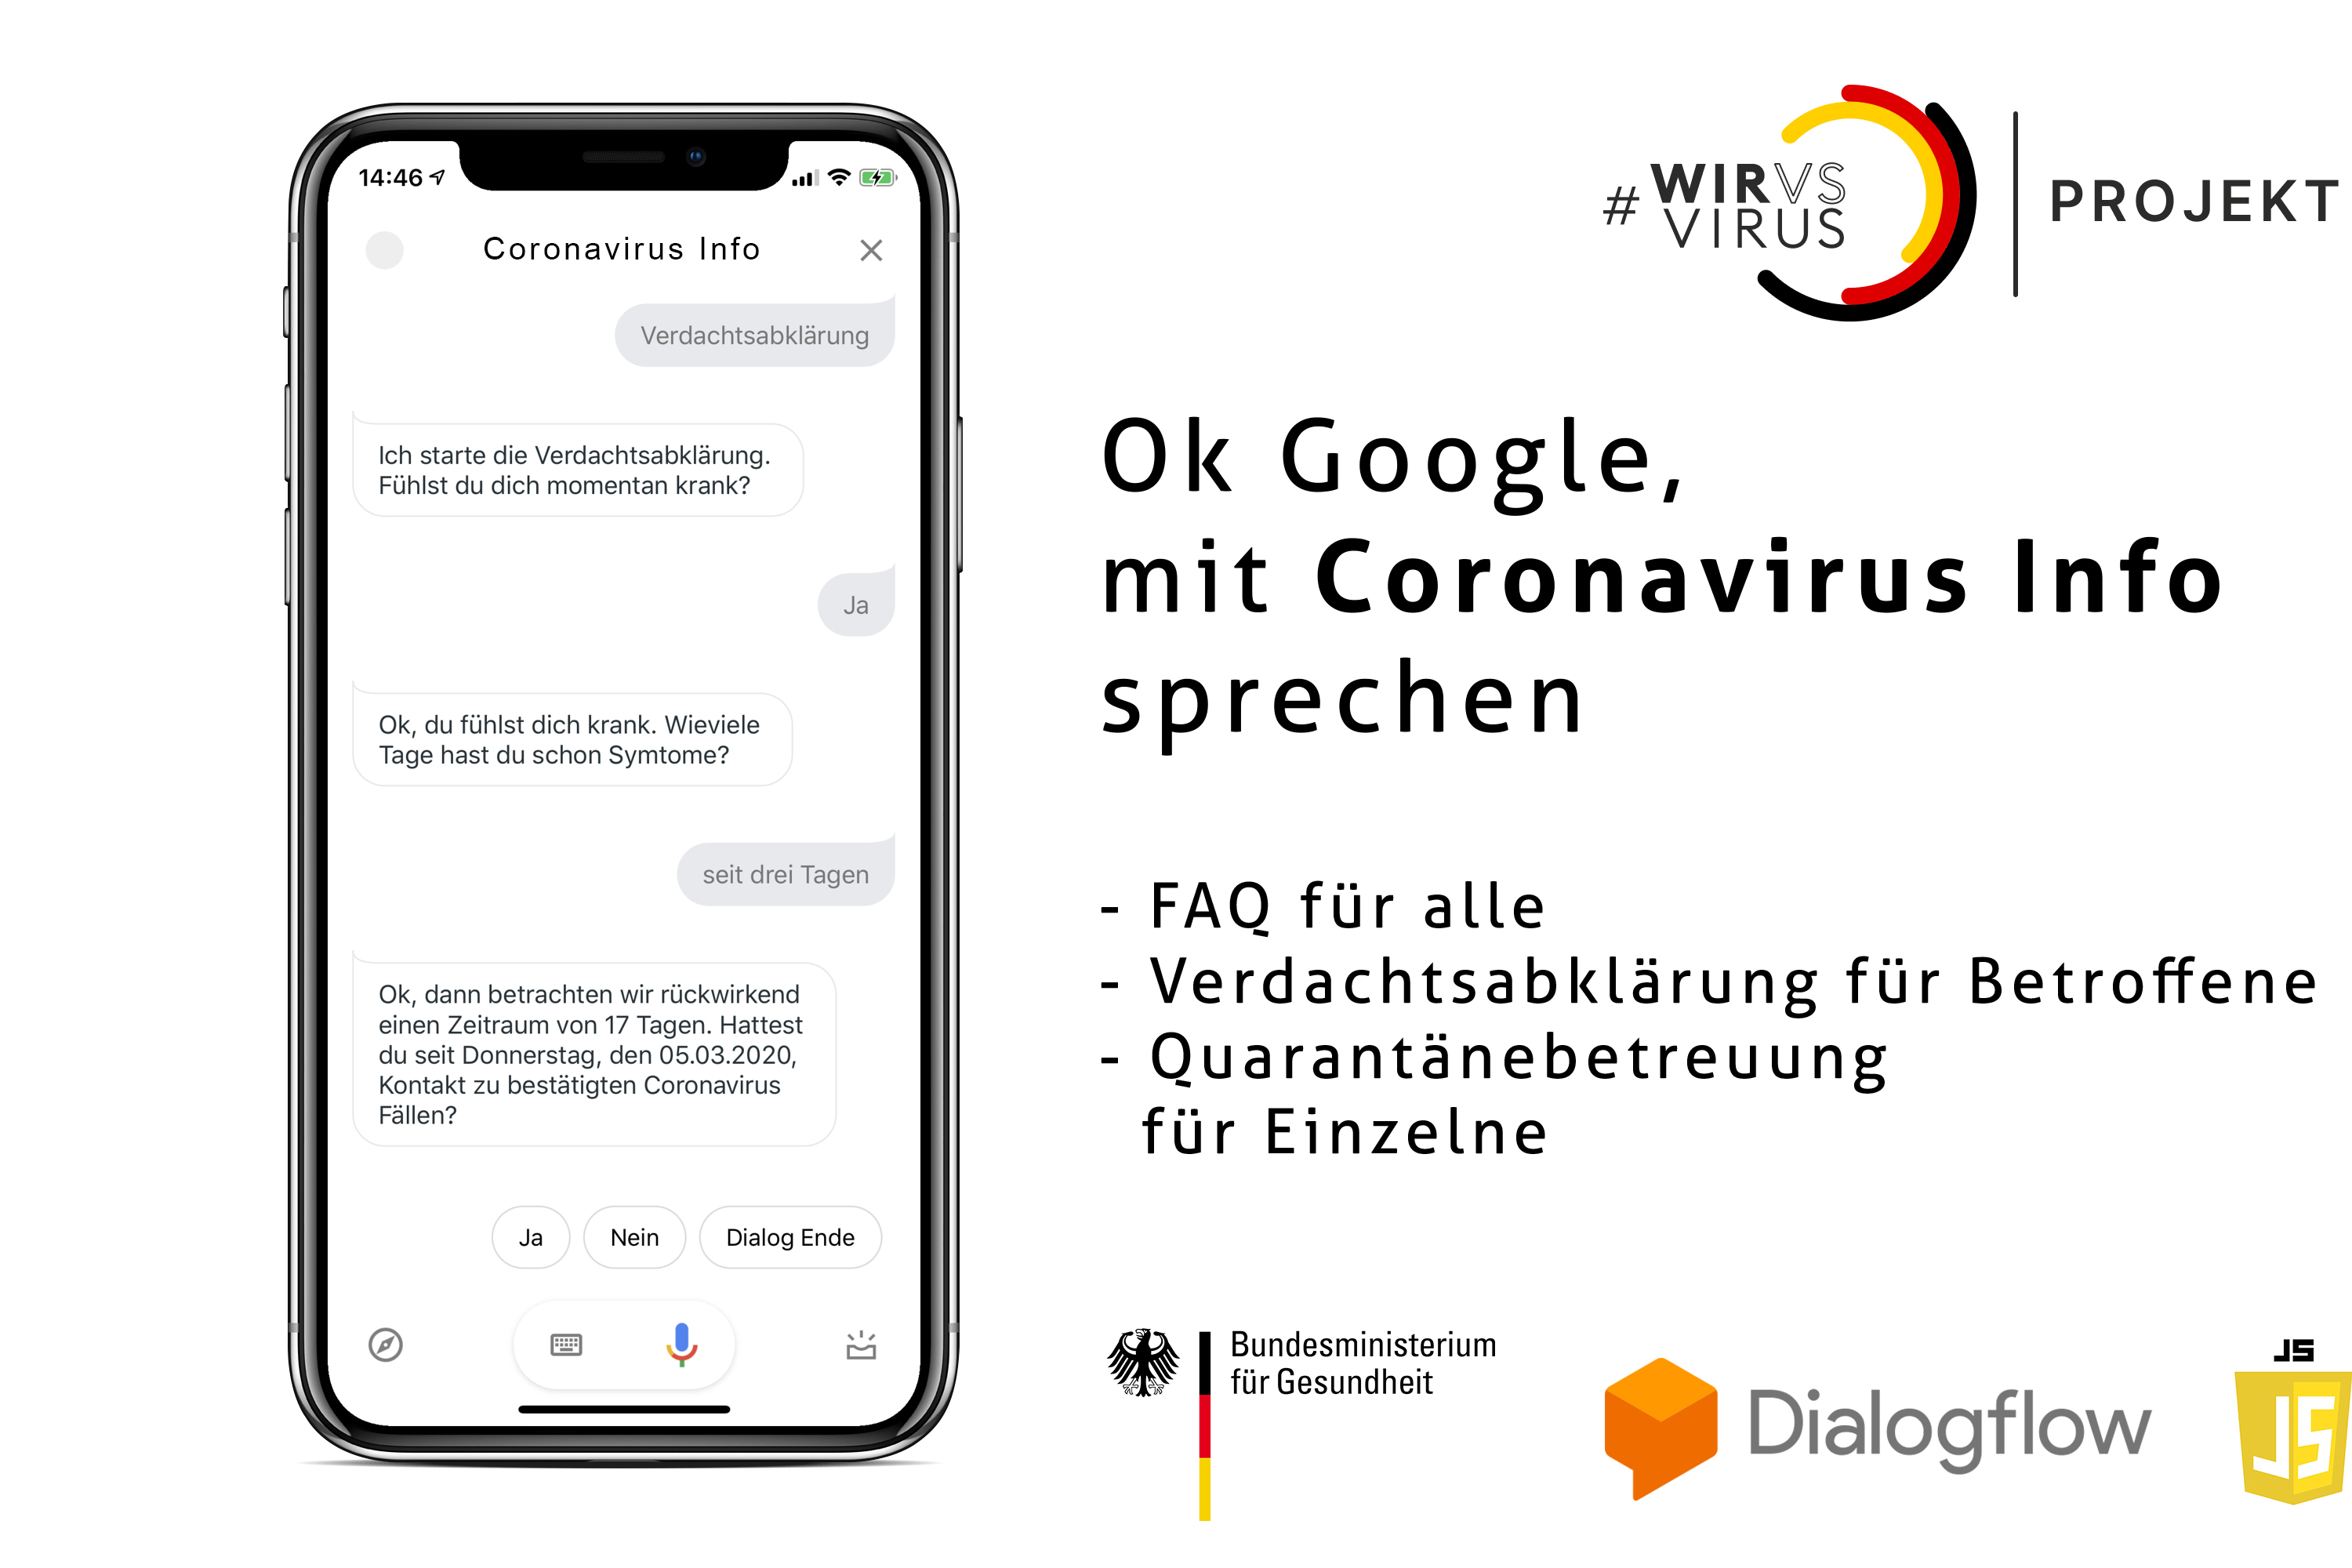 14:46
Coronavirus Info
Verdachtsabklärung
Ich starte die Verdachtsabklärung.
Fühlst du dich momentan krank?
Ja
Ok, du fühlst dich krank. Wieviele
Tage hast du schon Symtome?
seit drei Tagen
Ok, dann betrachten wir rückwirkend
einen Zeitraum von 17 Tagen. Hattest
du seit Donnerstag, den 05.03.2020,
Kontakt zu bestätigten Coronavirus
Fällen?
Ja
Nein
Dialog Ende
#WIRVS
VIRUS
PROJEKT
Ok Google,
mit Coronavirus Info
sprechen
- FAQ für alle
- Verdachtsabklärung für Betroffene
- Quarantänebetreuung
für Einzelne
Bundesministerium
für Gesundheit
Dialogflow
JS
JS